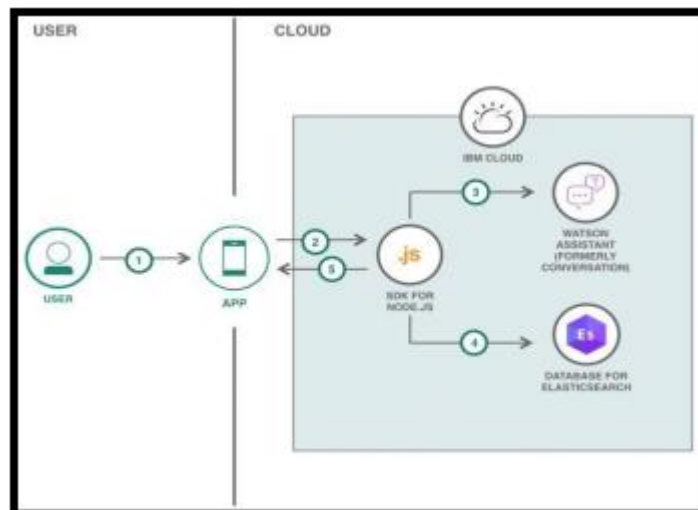 USER
CLOUD
IBM CLOUD
3
?
WATSON
ASSISTANT
(FORMERLY
CONVERSATION)
1
2
5
.js
USER
APP
SDK FOR
NODE.JS
4
Es
DATABASE FOR
ELASTICSEARCH